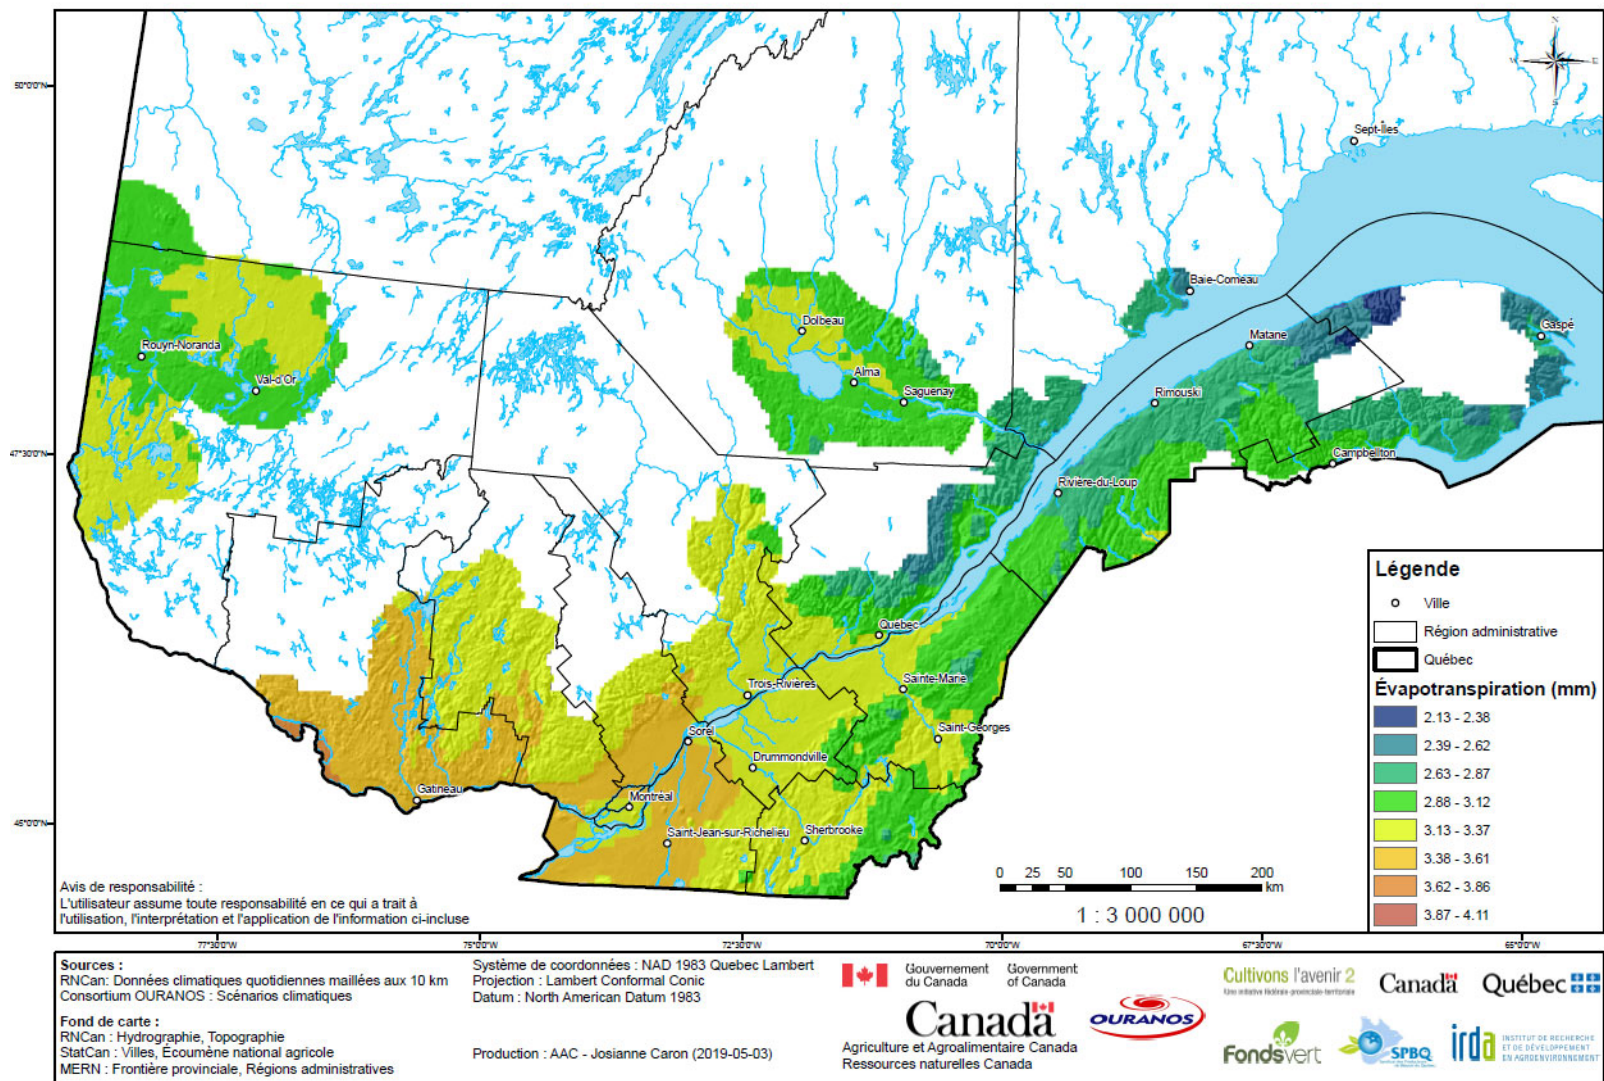 N
W
E
S
50°0'0"N
47°30'0"N
45°0'0"N
77°30'0"W
75°0'0"W
72°30'0"W
70°0'0"W
67°30'0"W
65°0'0"W
Sept-Îles
Baie-Comeau
Gaspé
Matane
Dolbeau
Rouyn-Noranda
Val-d'Or
Alma
Saguenay
Rimouski
Campbellton
Rivière-du-Loup
Québec
Trois-Rivières
Sainte-Marie
Sorel
Saint-Georges
Drummondville
Gatineau
Montréal
Saint-Jean-sur-Richelieu
Sherbrooke
Légende
Ville
Région administrative
Québec
Évapotranspiration (mm)
2.13 - 2.38
2.39 - 2.62
2.63 - 2.87
2.88 - 3.12
3.13 - 3.37
3.38 - 3.61
3.62 - 3.86
3.87 - 4.11
0 25 50 100 150 200
km
1 : 3 000 000
Avis de responsabilité :
L'utilisateur assume toute responsabilité en ce qui a trait à
l'utilisation, l'interprétation et l'application de l'information ci-incluse
Sources :
RNCan: Données climatiques quotidiennes maillées aux 10 km
Consortium OURANOS : Scénarios climatiques
Fond de carte :
RNCan : Hydrographie, Topographie
StatCan : Villes, Écoumène national agricole
MERN : Frontière provinciale, Régions administratives
Système de coordonnées : NAD 1983 Quebec Lambert
Projection : Lambert Conformal Conic
Datum : North American Datum 1983
Production : AAC - Josianne Caron (2019-05-03)
Gouvernement
du Canada
Government
of Canada
Canada
Agriculture et Agroalimentaire Canada
Ressources naturelles Canada
OURANOS
Cultivons l'avenir 2
Une initiative fédérale-provinciale-territoriale
Canada
Québec
Fondsvert
SPBQ
irda
INSTITUT DE RECHERCHE
ET DE DÉVELOPPEMENT
EN AGROENVIRONNEMENT